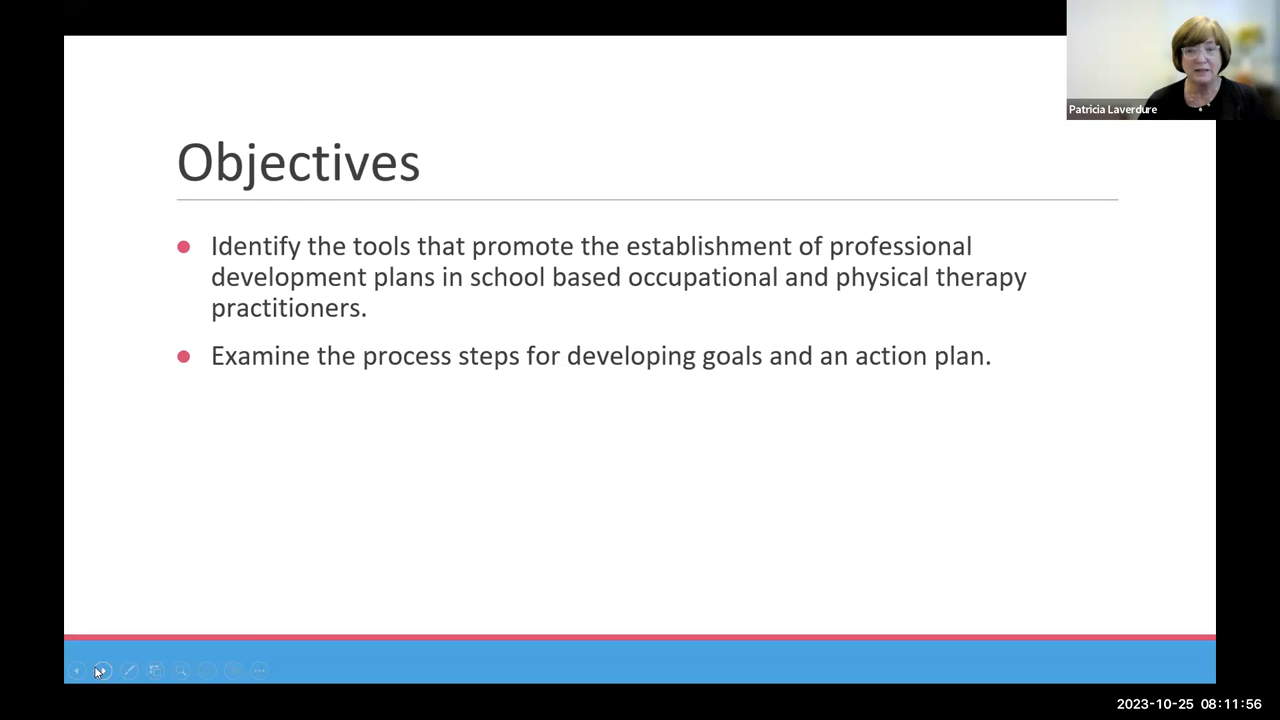 Patricia Laverdure
Objectives
Identify the tools that promote the establishment of professional
development plans in school based occupational and physical therapy
practitioners.
Examine the process steps for developing goals and an action plan.
2023-10-25 08:11:56